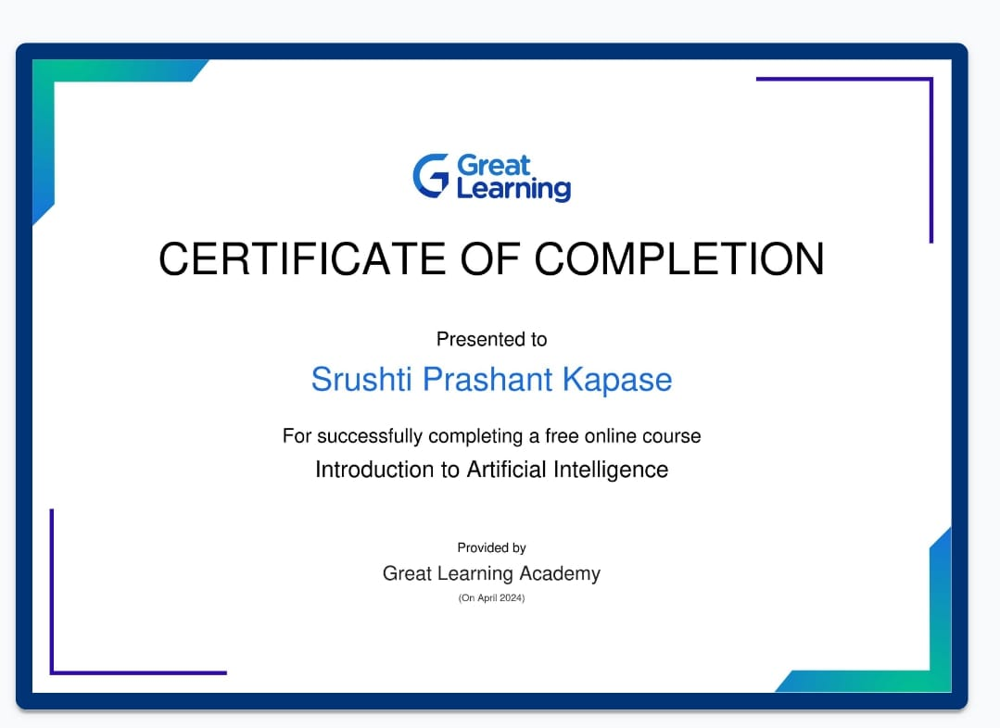 Great
Learning
CERTIFICATE OF COMPLETION
Presented to
Srushti Prashant Kapase
For successfully completing a free online course
Introduction to Artificial Intelligence
Provided by
Great Learning Academy
(On April 2024)